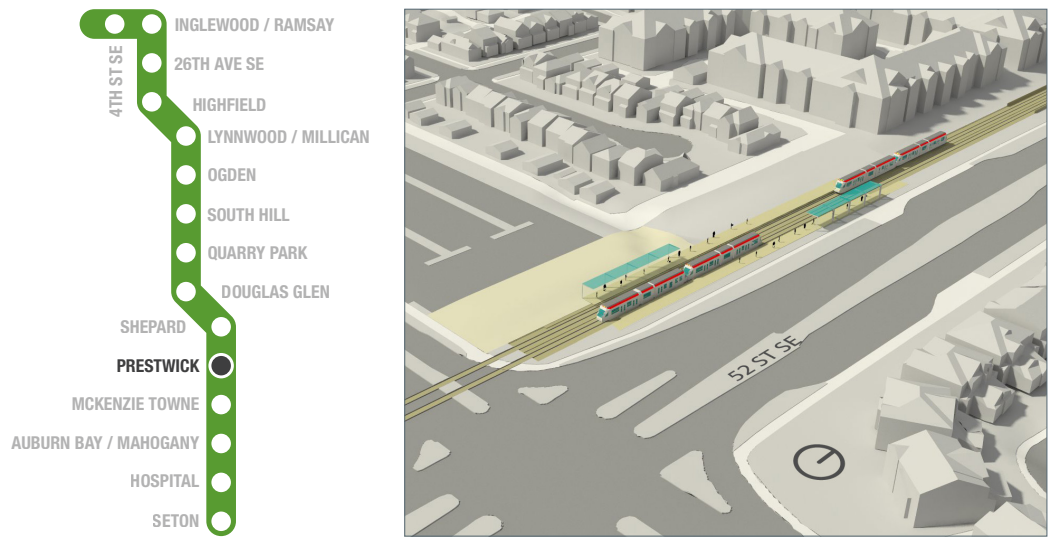 INGLEWOOD / RAMSAY
4TH ST SE
26TH AVE SE
HIGHFIELD
LYNNWOOD / MILLICAN
OGDEN
SOUTH HILL
QUARRY PARK
DOUGLAS GLEN
SHEPARD
PRESTWICK
MCKENZIE TOWNE
AUBURN BAY / MAHOGANY
HOSPITAL
SETON
52 ST SE